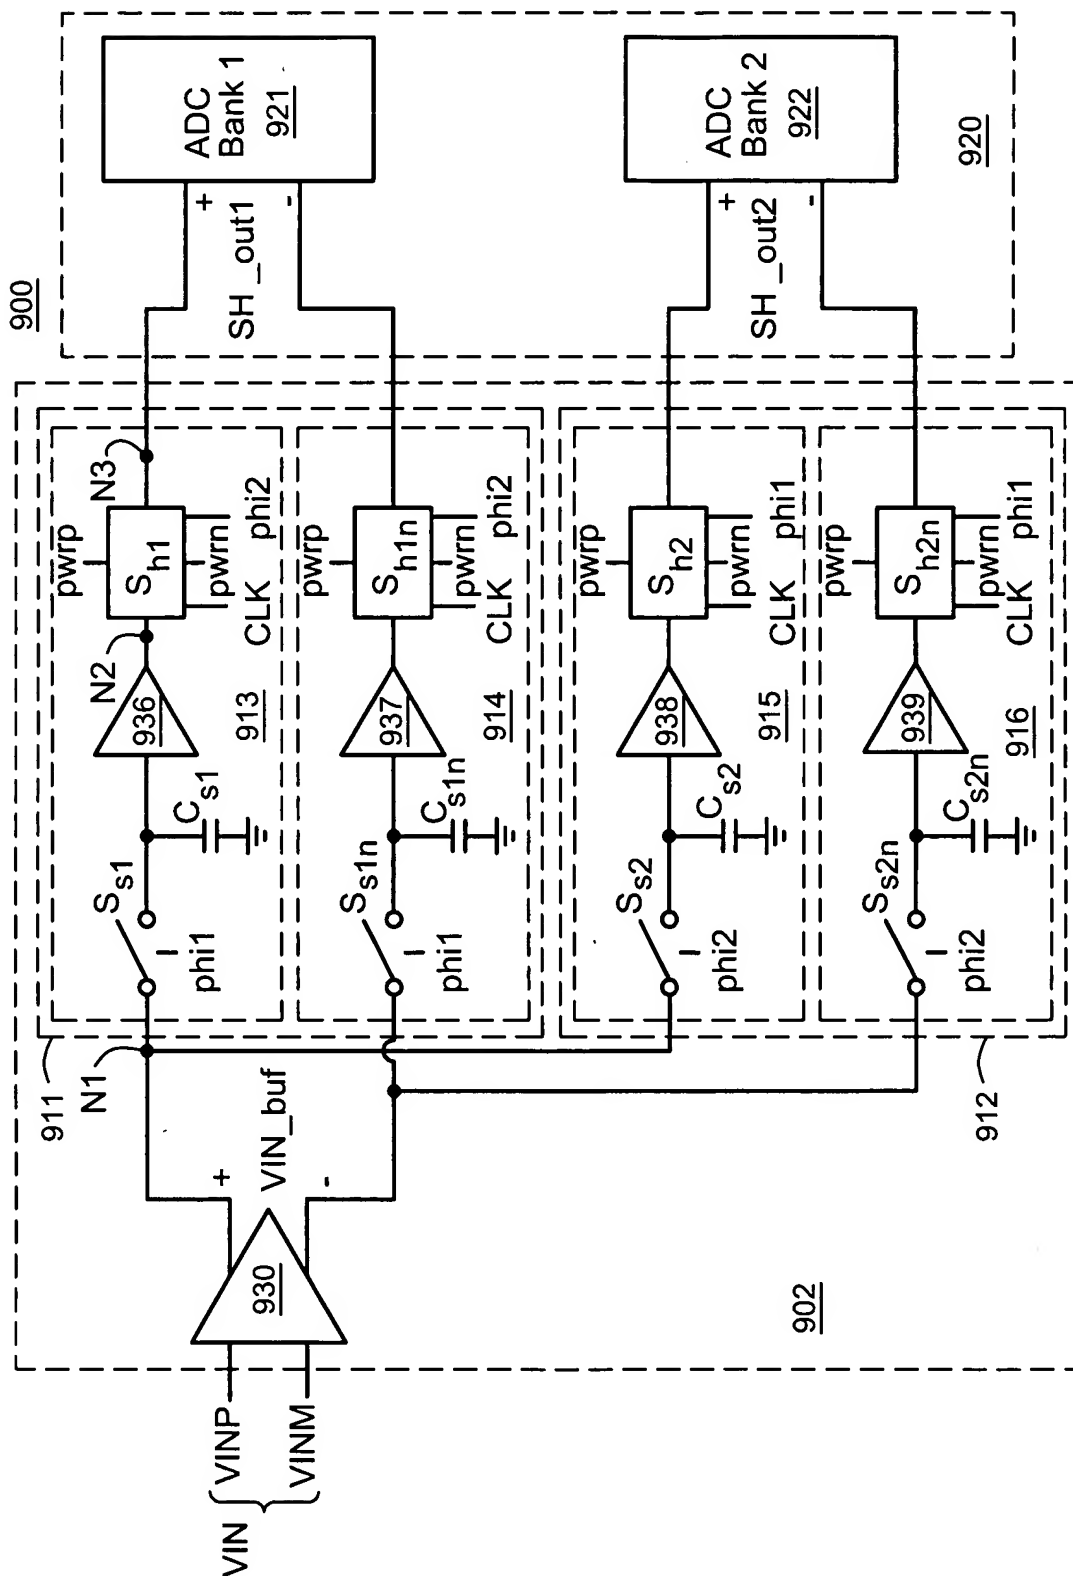 900
VIN
VINP
VINM
930
+
VIN_buf
-
902
911
N1
912
Ss1
phi1
Cs1
936
913
N2
pwrp
Sh1
CLK
pwrn
phi2
N3
Ss1n
phi1
Cs1n
937
914
pwrp
Sh1n
CLK
pwrn
phi2
Ss2
phi2
Cs2
938
915
pwrp
Sh2
CLK
pwrn
phi1
Ss2n
phi2
Cs2n
939
916
pwrp
Sh2n
CLK
pwrn
phi1
+
SH_out1
-
ADC
Bank 1
921
+
SH_out2
-
ADC
Bank 2
922
920